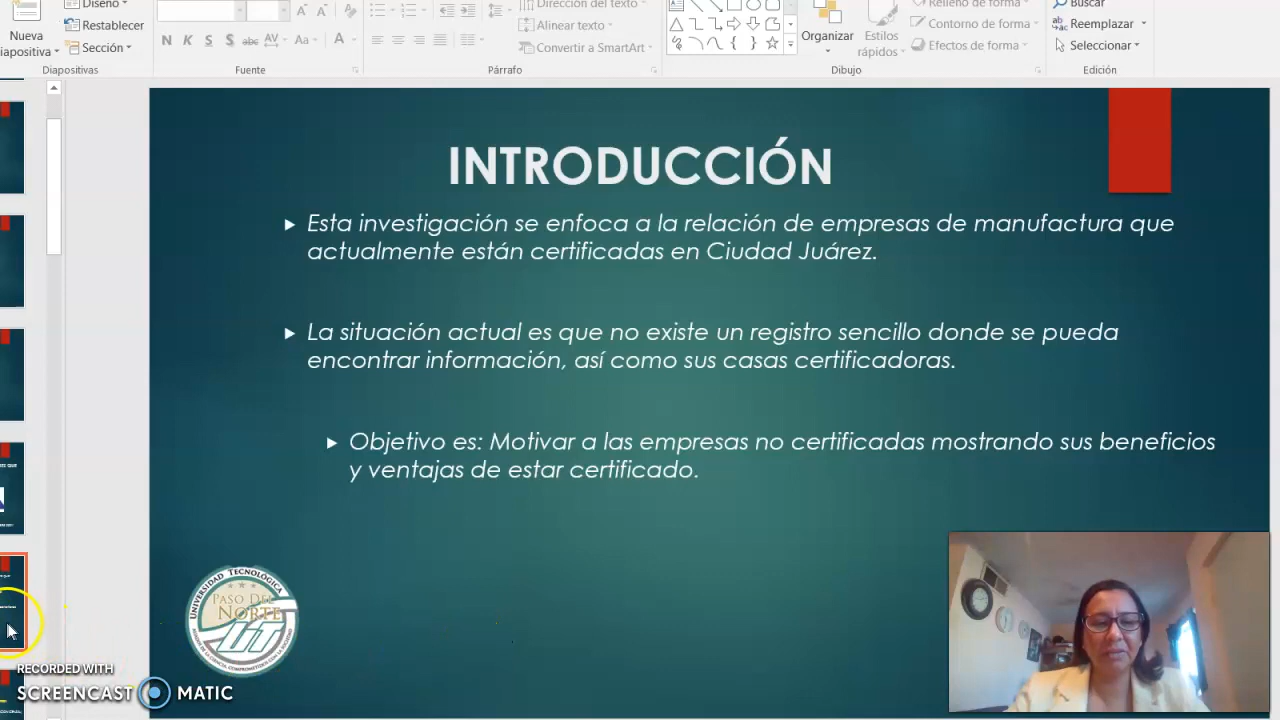 Diseño
Buscar
Dirección del texto
Relleno de forma
Restablecer
Reemplazar
Alinear texto
Contorno de forma
Nueva
Organizar
Estilos
diapositiva
rápidos
Sección
N K S S abc AV Aa A
Convertir a SmartArt
Efectos de forma
Seleccionar
Diapositivas
Fuente
Párrafo
Dibujo
Edición
INTRODUCCIÓN
Esta investigación se enfoca a la relación de empresas de manufactura que
actualmente están certificadas en Ciudad Juárez.
La situación actual es que no existe un registro sencillo donde se pueda
encontrar información, así como sus casas certificadoras.
Objetivo es: Motivar a las empresas no certificadas mostrando sus beneficios
y ventajas de estar certificado.
UNIVERSIDAD TECNOLÓGICA
PASO DEL
NORTE
UT
RECORDED WITH
SCREENCAST MATIC